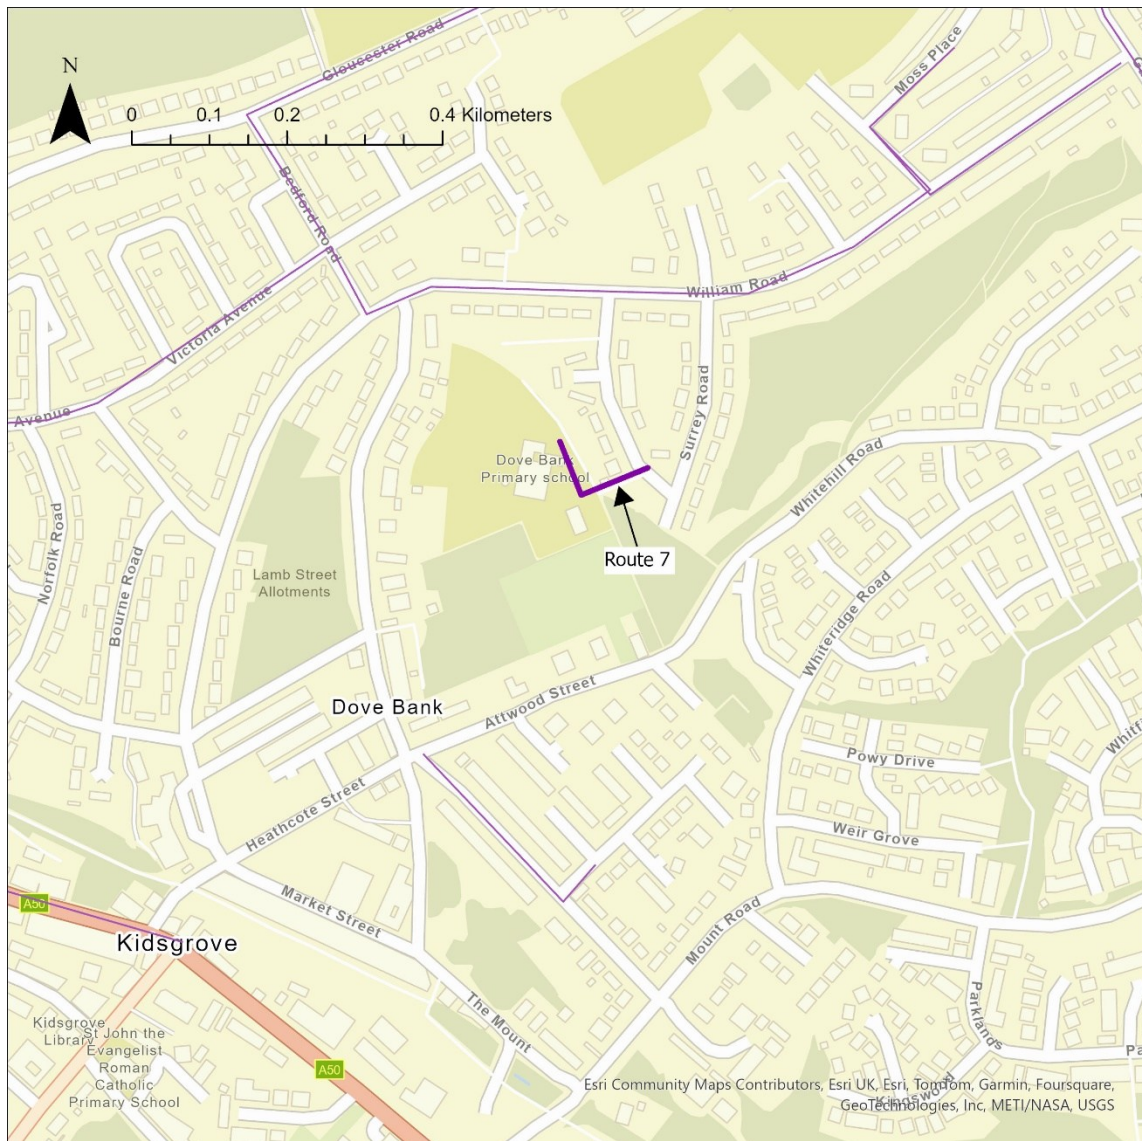 Gloucester Road
Moss Place
N
0 0.1 0.2 0.4 Kilometers
Bedford Road
William Road
Victoria Avenue
Avenue
Surrey Road
Dove Bank
Primary school
Whitehill Road
Norfolk Road
Bourne Road
Lamb Street
Allotments
Route 7
Whiteridge Road
Dove Bank
Attwood Street
Powy Drive
Whitfi
Heathcote Street
Weir Grove
A50
Market Street
Mount Road
Kidsgrove
The Mount
Parklands
Kidsgrove
Library
St John the
Evangelist
Roman
Catholic
Primary School
A50
Pa
Kingswood
Esri Community Maps Contributors, Esri UK, Esri, TomTom, Garmin, Foursquare,
GeoTechnologies, Inc, METI/NASA, USGS